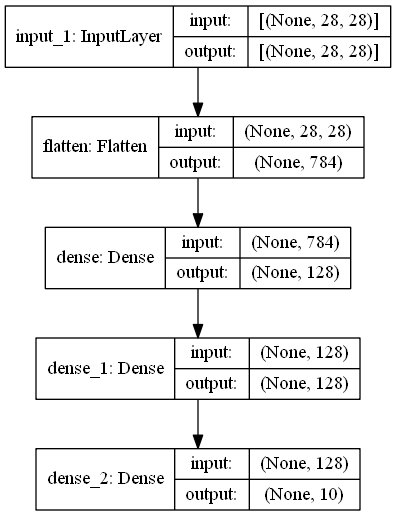 input_1: InputLayer
input: [(None, 28, 28)]
output: [(None, 28, 28)]
flatten: Flatten
input: (None, 28, 28)
output: (None, 784)
dense: Dense
input: (None, 784)
output: (None, 128)
dense_1: Dense
input: (None, 128)
output: (None, 128)
dense_2: Dense
input: (None, 128)
output: (None, 10)